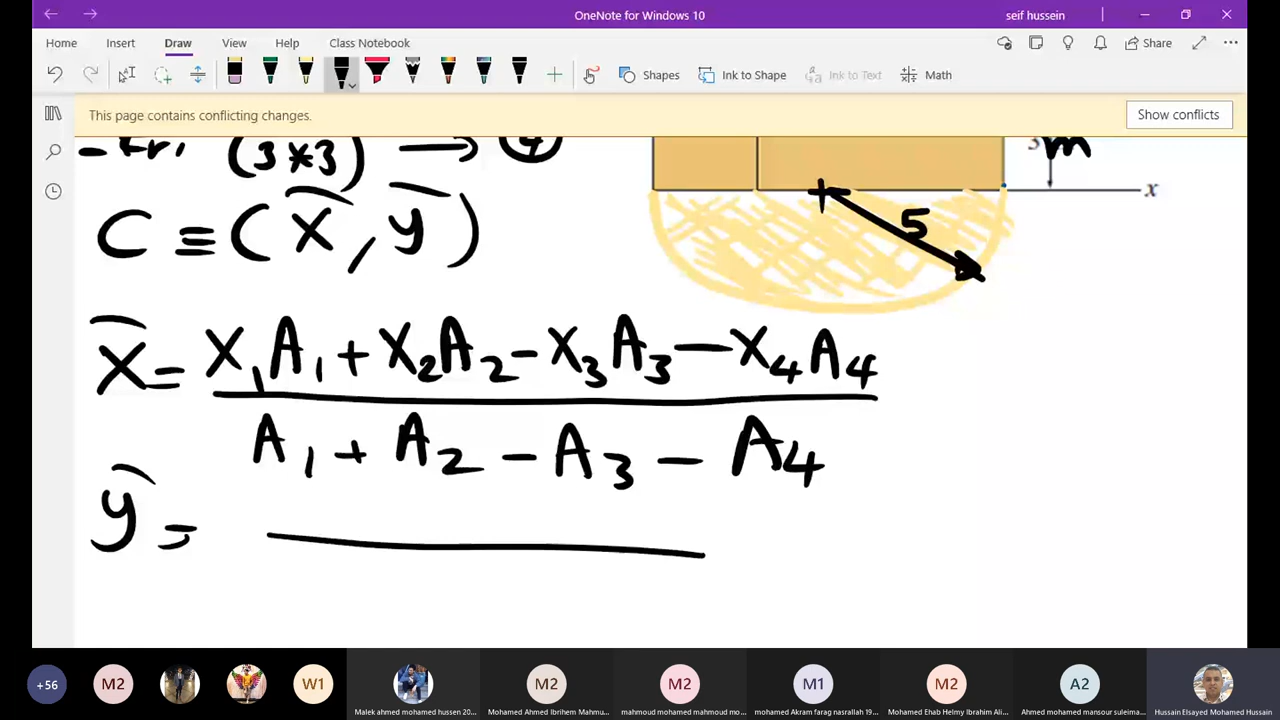 OneNote for Windows 10
seif hussein
Home Insert Draw View Help Class Notebook
Share
Shapes Ink to Shape Ink to Text Math
This page contains conflicting changes.
Show conflicts
- tri (3*3) → 4
3 m
x
C ≡ (x̄, ȳ)
5
x̄ = X1A1 + X2A2 - X3A3 - X4A4
A1 + A2 - A3 - A4
ȳ =
+56 M2 W1 M2 M2 M1 M2 A2
Malek ahmed mohamed hussen 20... Mohamed Ahmed Ibrihem Mahmu... mahmoud mohamed mahmoud mo... mohamed Akram farag nasrallah 19... Mohamed Ehab Helmy Ibrahim Ali... Ahmed mohamed mansour suleima... Hussain Elsayed Mohamed Hussain